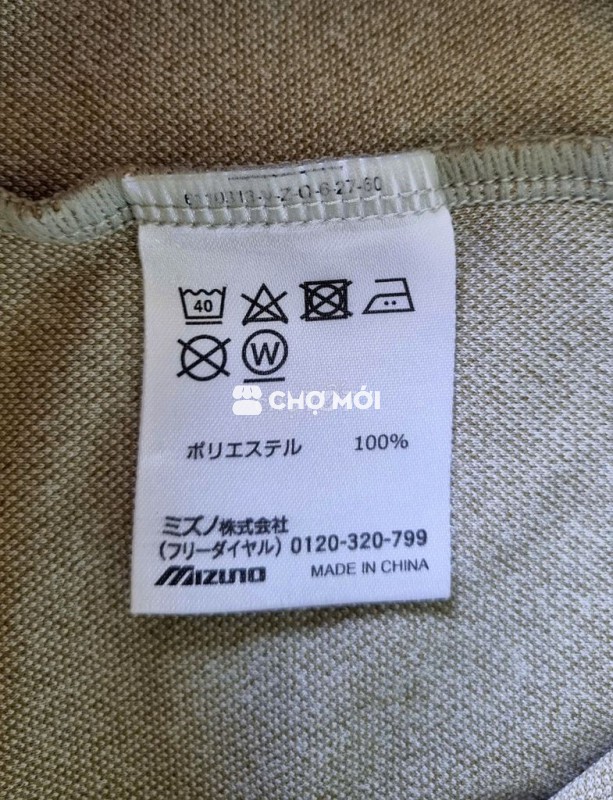 40
W
CHỢ MỚI
ポリエステル 100%
ミズノ株式会社
(フリーダイヤル) 0120-320-799
MIZUNO MADE IN CHINA